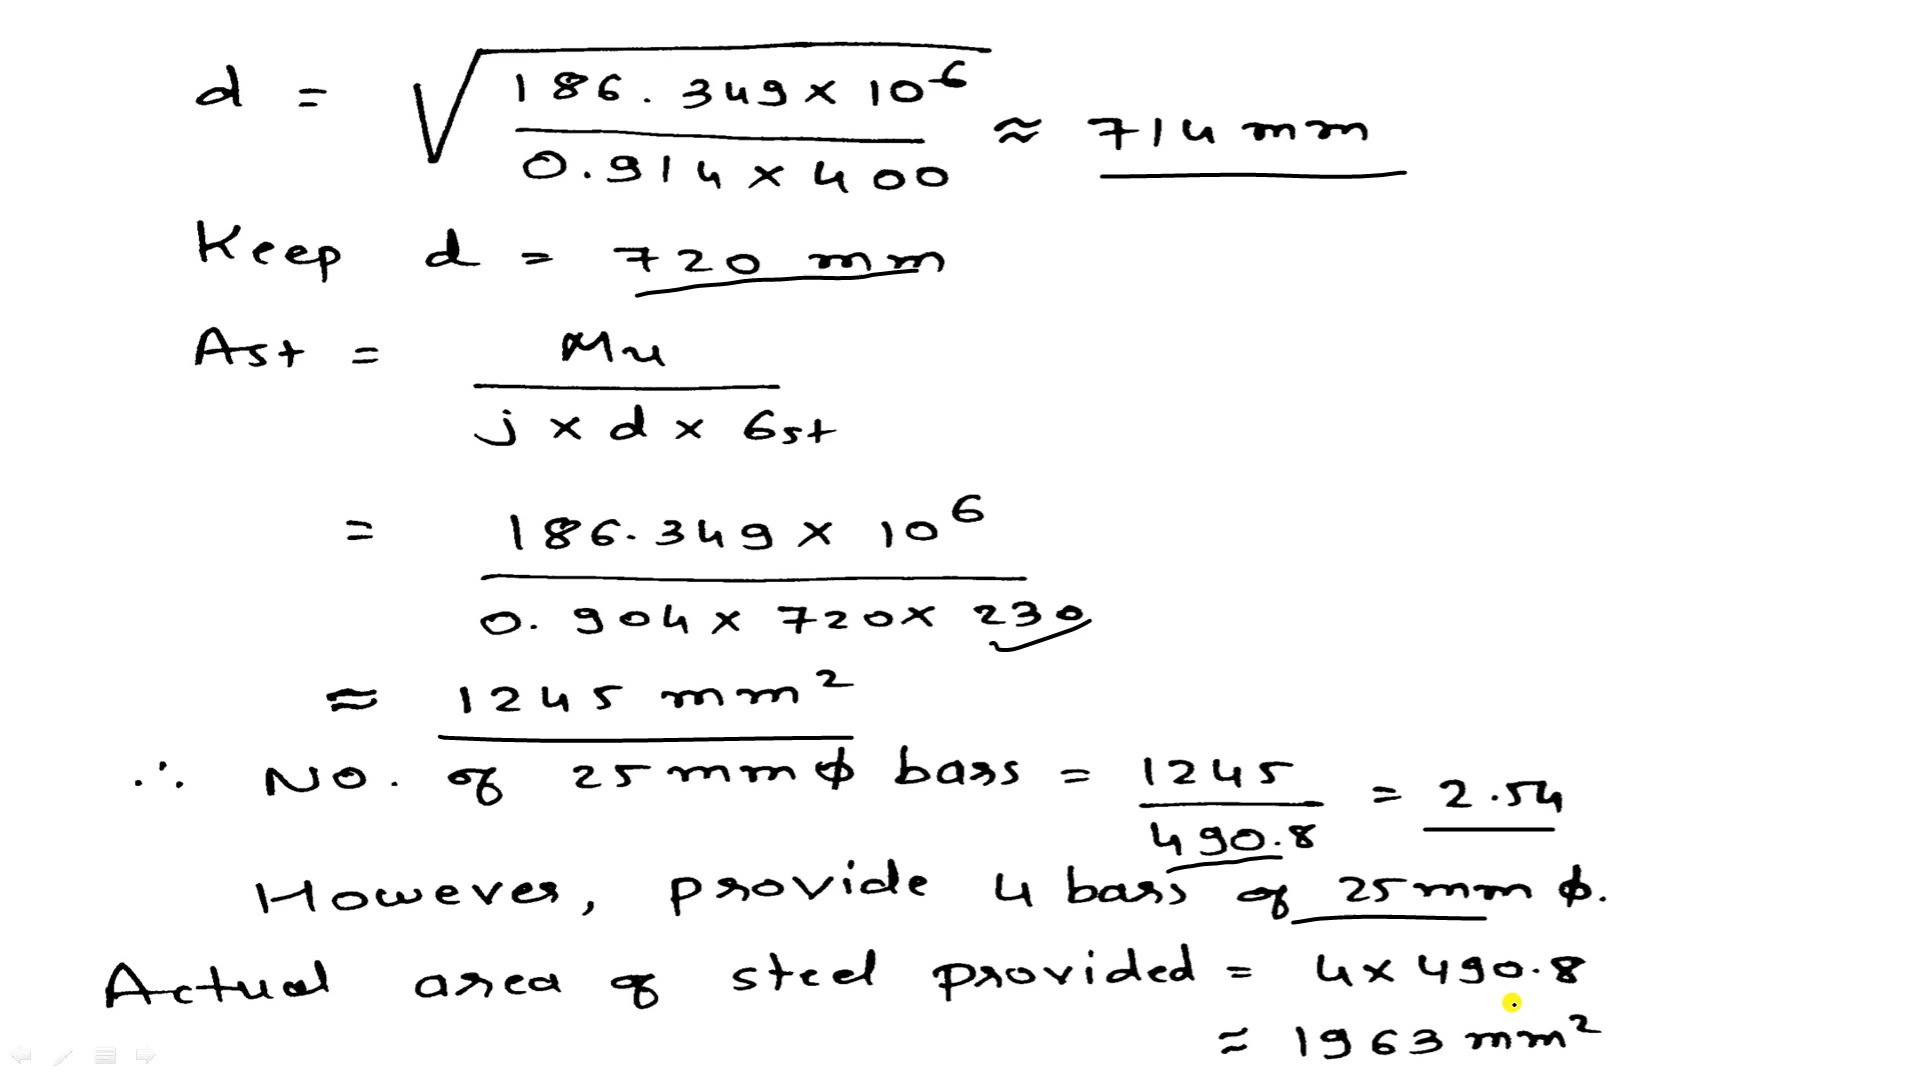 d = √(186.349 × 10^6 / 0.914 × 400) ≈ 714 mm
Keep d = 720 mm
Ast = Mu / j × d × 6st
= 186.349 × 10^6 / 0.904 × 720 × 230
≈ 1245 mm²
∴ No. of 25 mm ϕ bars = 1245 / 490.8 = 2.54
However, provide 4 bars of 25 mm ϕ.
Actual area of steel provided = 4 × 490.8
≈ 1963 mm²